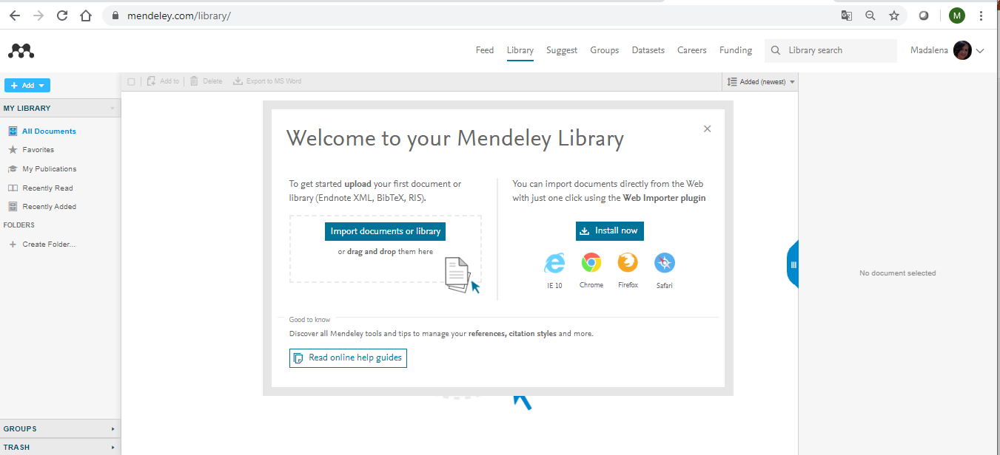 mendeley.com/library/
M
Feed Library Suggest Groups Datasets Careers Funding Library search Madalena
Add
Add to Delete Export to MS Word Added (newest)
MY LIBRARY
All Documents
Favorites
My Publications
Recently Read
Recently Added
FOLDERS
Create Folder...
GROUPS
TRASH
Welcome to your Mendeley Library
To get started upload your first document or
library (Endnote XML, BibTeX, RIS).
Import documents or library
or drag and drop them here
You can import documents directly from the Web
with just one click using the Web Importer plugin
Install now
IE 10 Chrome Firefox Safari
Good to know
Discover all Mendeley tools and tips to manage your references, citation styles and more.
Read online help guides
No document selected